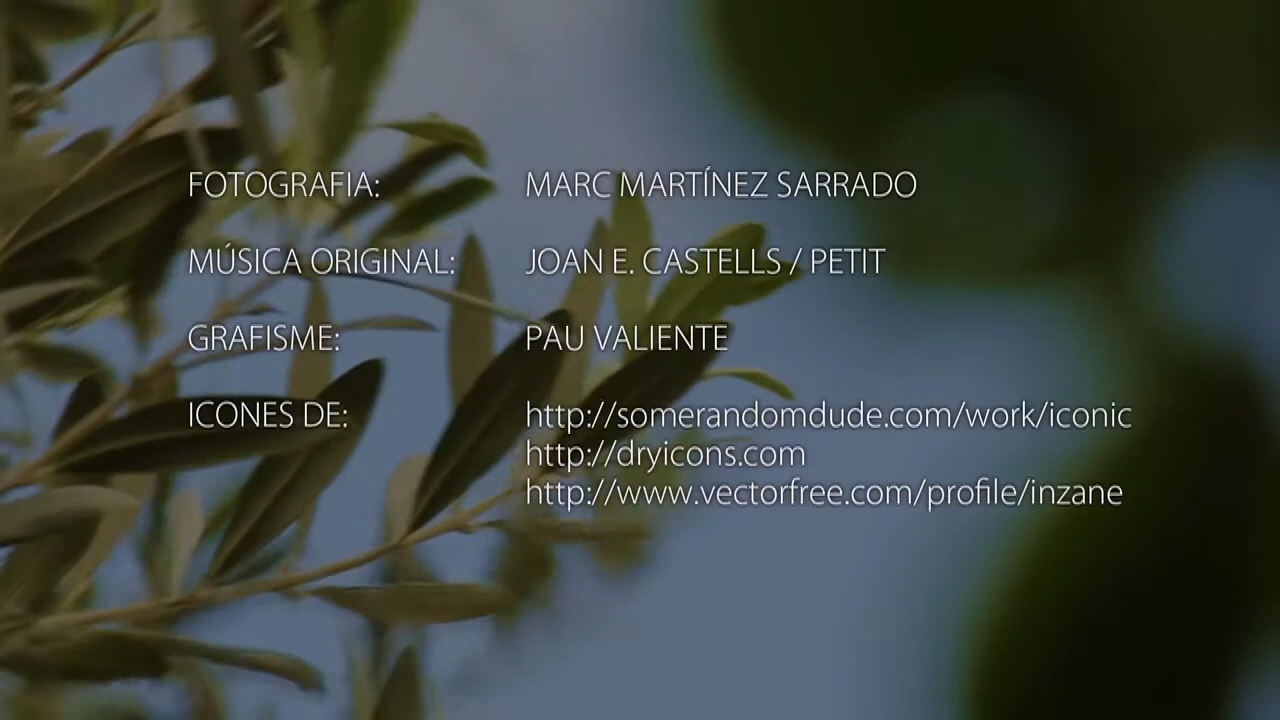 FOTOGRAFIA: MARC MARTÍNEZ SARRADO
MÚSICA ORIGINAL: JOAN E. CASTELLS / PETIT
GRAFISME: PAU VALIENTE
ICONES DE: http://somerandomdude.com/work/iconic
http://dryicons.com
http://www.vectorfree.com/profile/inzane